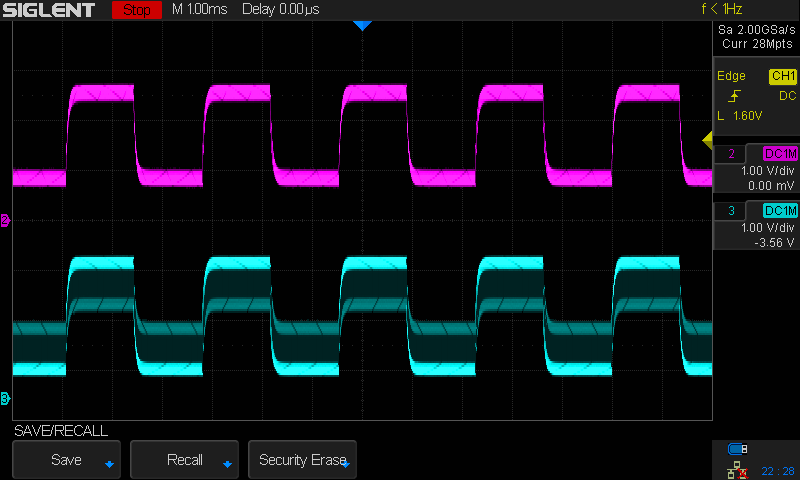 SIGLENT Stop M 1.00ms Delay 0.00µs f < 1Hz
Sa 2.00GSa/s
Curr 28Mpts
Edge CH1
DC
L 1.60V
2 DC1M
1.00 V/div
0.00 mV
3 DC1M
1.00 V/div
-3.56 V
2
3
SAVE/RECALL
Save Recall Security Erase
22:28